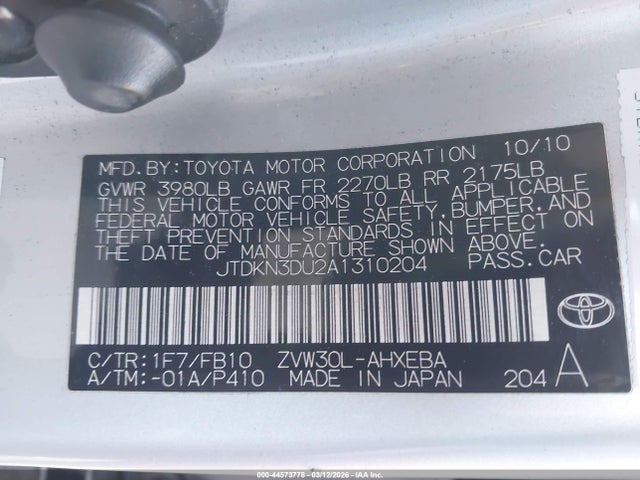 MFD.BY:TOYOTA MOTOR CORPORATION 10/10
GVWR 3980LB GAWR FR 2270LB RR 2175LB
THIS VEHICLE CONFORMS TO ALL APPLICABLE
FEDERAL MOTOR VEHICLE SAFETY, BUMPER, AND
THEFT PREVENTION STANDARDS IN EFFECT ON
THE DATE OF MANUFACTURE SHOWN ABOVE.
JTDKN3DU2A1310204 PASS.CAR
C/TR:1F7/FB10 ZVW30L-AHXEBA
A/TM:-01A/P410 MADE IN JAPAN 204 A
000-44573778 - 03/12/2026 - © IAA Inc.